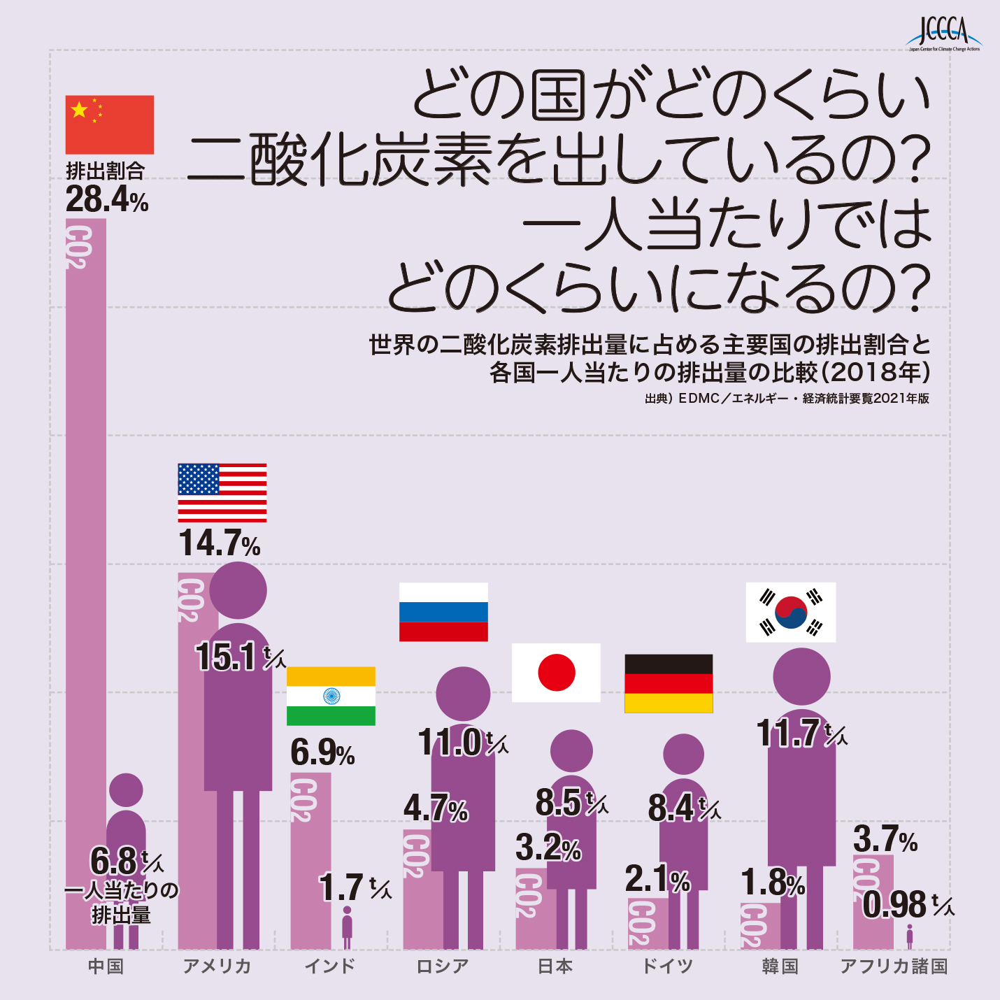 JCCCA
Japan Center for Climate Change Actions
どの国がどのくらい
二酸化炭素を出しているの?
一人当たりでは
どのくらいになるの?
世界の二酸化炭素排出量に占める主要国の排出割合と
各国一人当たりの排出量の比較(2018年)
出典)EDMC/エネルギー・経済統計要覧2021年版
排出割合
28.4%
CO2
6.8 t/人
一人当たりの
排出量
中国
14.7%
CO2
15.1 t/人
アメリカ
6.9%
CO2
1.7 t/人
インド
11.0 t/人
4.7%
CO2
ロシア
8.5 t/人
3.2%
CO2
日本
8.4 t/人
2.1%
CO2
ドイツ
11.7 t/人
1.8%
CO2
韓国
3.7%
CO2
0.98 t/人
アフリカ諸国